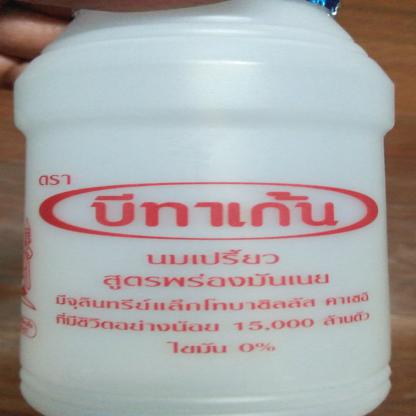 ตรา
บีทาเก้น
นมเปรี้ยว
สูตรพร่องมันเนย
มีจุลินทรีย์แล็กโทบาซิลลัส คาเซอิ
ที่มีชีวิตอย่างน้อย 15,000 ล้านตัว
ไขมัน 0%